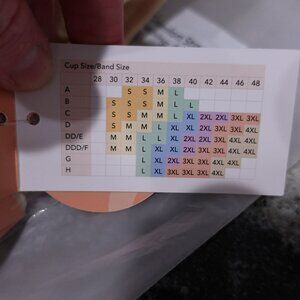 Cup Size/Band Size
28 30 32 34 36 38 40 42 44 46 48
A S S M L
B S S M L L
C S S M L XL 2XL 2XL 3XL 3XL
D S M M L XL XL 2XL 3XL 3XL 4XL
DD/E M M L XL XL 2XL 3XL 3XL 4XL 4XL
DDD/F M M L XL XL 2XL 3XL 3XL 4XL 4XL
G L XL 2XL 3XL 3XL 4XL 4XL
H L XL 3XL 3XL 4XL